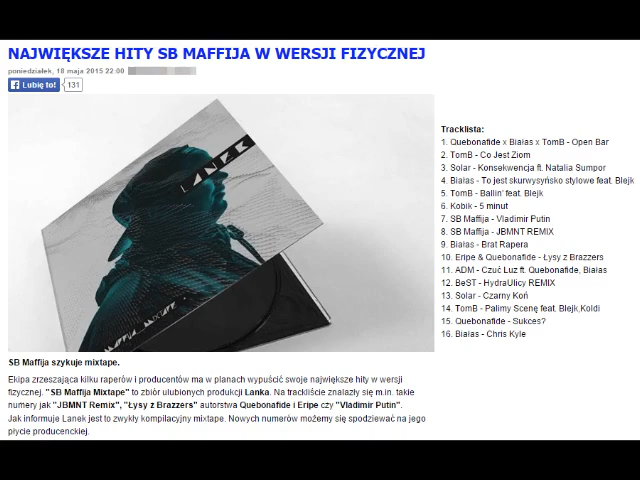 NAJWIĘKSZE HITY SB MAFFIJA W WERSJI FIZYCZNEJ
poniedziałek, 18 maja 2015 22:00
Lubię to! 131
LANEK
MAFFIJA MIXTAPE
Tracklista:
1. Quebonafide x Białas x TomB - Open Bar
2. TomB - Co Jest Ziom
3. Solar - Konsekwencja ft. Natalia Sumpor
4. Białas - To jest skurwysyńsko stylowe feat. Blejk
5. TomB - Ballin' feat. Blejk
6. Kobik - 5 minut
7. SB Maffija - Vladimir Putin
8. SB Maffija - JBMNT REMIX
9. Białas - Brat Rapera
10. Eripe & Quebonafide - Łysy z Brazzers
11. ADM - Czuć Luz ft. Quebonafide, Białas
12. BeST - HydraUlicy REMIX
13. Solar - Czarny Koń
14. TomB - Palimy Scenę feat. Blejk,Koldi
15. Quebonafide - Sukces?
16. Białas - Chris Kyle
SB Maffija szykuje mixtape.
Ekipa zrzeszająca kilku raperów i producentów ma w planach wypuścić swoje największe hity w wersji
fizycznej. "SB Maffija Mixtape" to zbiór ulubionych produkcji Lanka. Na trackliście znalazły się m.in. takie
numery jak "JBMNT Remix", "Łysy z Brazzers" autorstwa Quebonafide i Eripe czy "Vladimir Putin".
Jak informuje Lanek jest to zwykły kompilacyjny mixtape. Nowych numerów możemy się spodziewać na jego
płycie producenckiej.